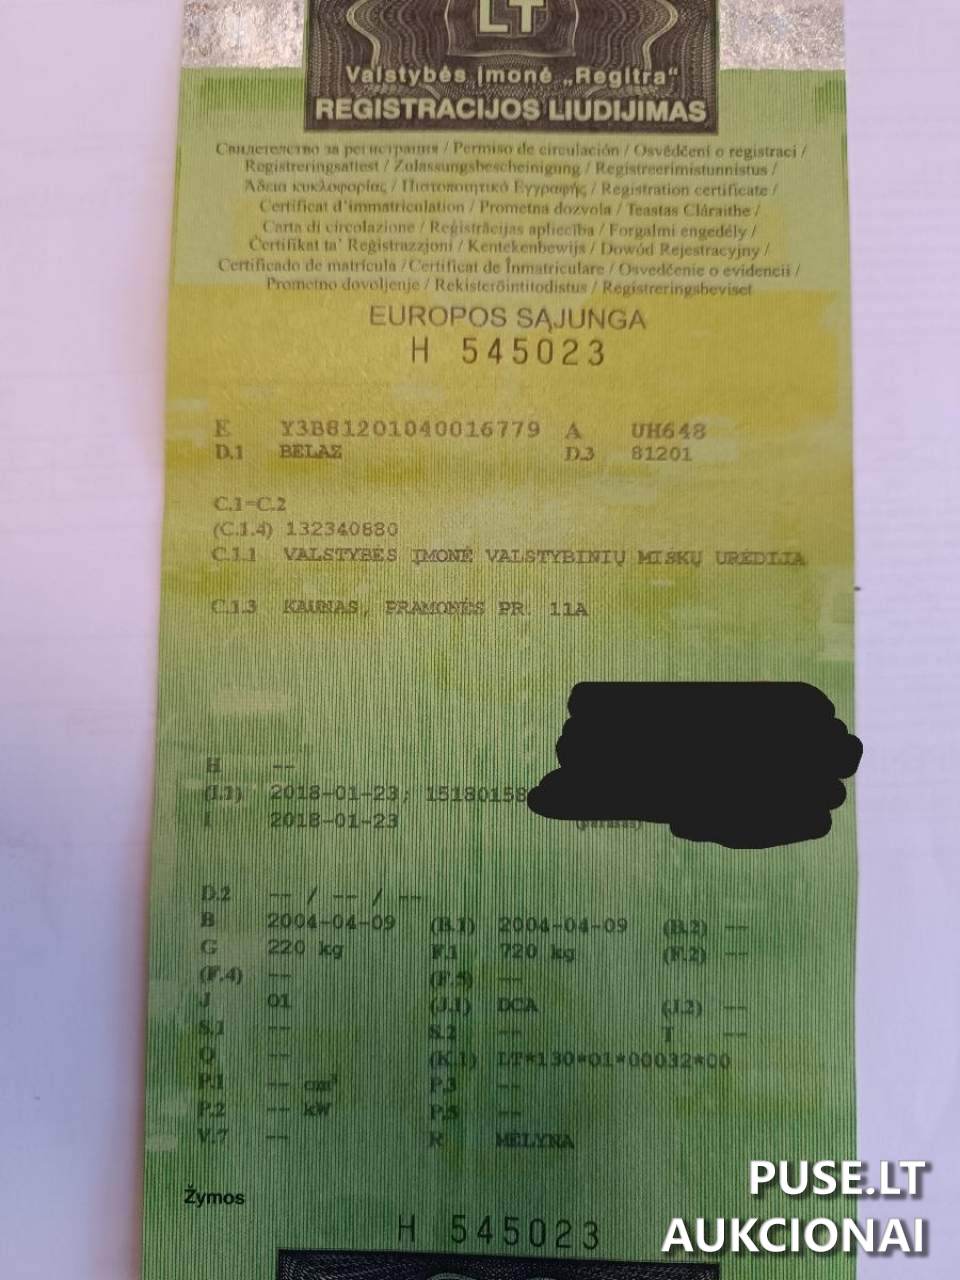 LT
Valstybės įmonė „Regitra“
REGISTRACIJOS LIUDIJIMAS
Свидетелство за регистрация / Permiso de circulación / Osvědčení o registraci /
Registreringsattest / Zulassungsbescheinigung / Registreerimistunnistus /
Άδεια κυκλοφορίας / Πιστοποιητικό Εγγραφής / Registration certificate /
Certificat d'immatriculation / Prometna dozvola / Teastas Cláraithe /
Carta di circolazione / Reģistrācijas apliecība / Forgalmi engedély /
Ċertifikat ta' Reġistrazzjoni / Kentekenbewijs / Dowód Rejestracyjny /
Certificado de matrícula / Certificat de Înmatriculare / Osvedčenie o evidencii /
Prometno dovoljenje / Rekisteröintitodistus / Registreringsbeviset
EUROPOS SĄJUNGA
H 545023
E Y3B81201040016779 A UH648
D.1 BELAZ D.3 81201
C.1=C.2
(C.1.4) 132340880
C.1.1 VALSTYBĖS ĮMONĖ VALSTYBINIŲ MIŠKŲ URĖDIJA
C.1.3 KAUNAS, PRAMONĖS PR. 11A
H --
(I.1) 2018-01-23; 15180158
I 2018-01-23
D.2 -- / -- / --
B 2004-04-09 (B.1) 2004-04-09 (B.2) --
G 220 kg F.1 720 kg (F.2) --
(F.4) -- (F.5) --
J O1 (J.1) DCA (J.2) --
S.1 -- S.2 -- T --
Q -- (K.1) LT*130*01*00032*00
P.1 -- cm³ P.3 --
P.2 -- kW P.5 --
V.7 -- R MĖLYNA
Žymos
H 545023
PUSE.LT
AUKCIONAI